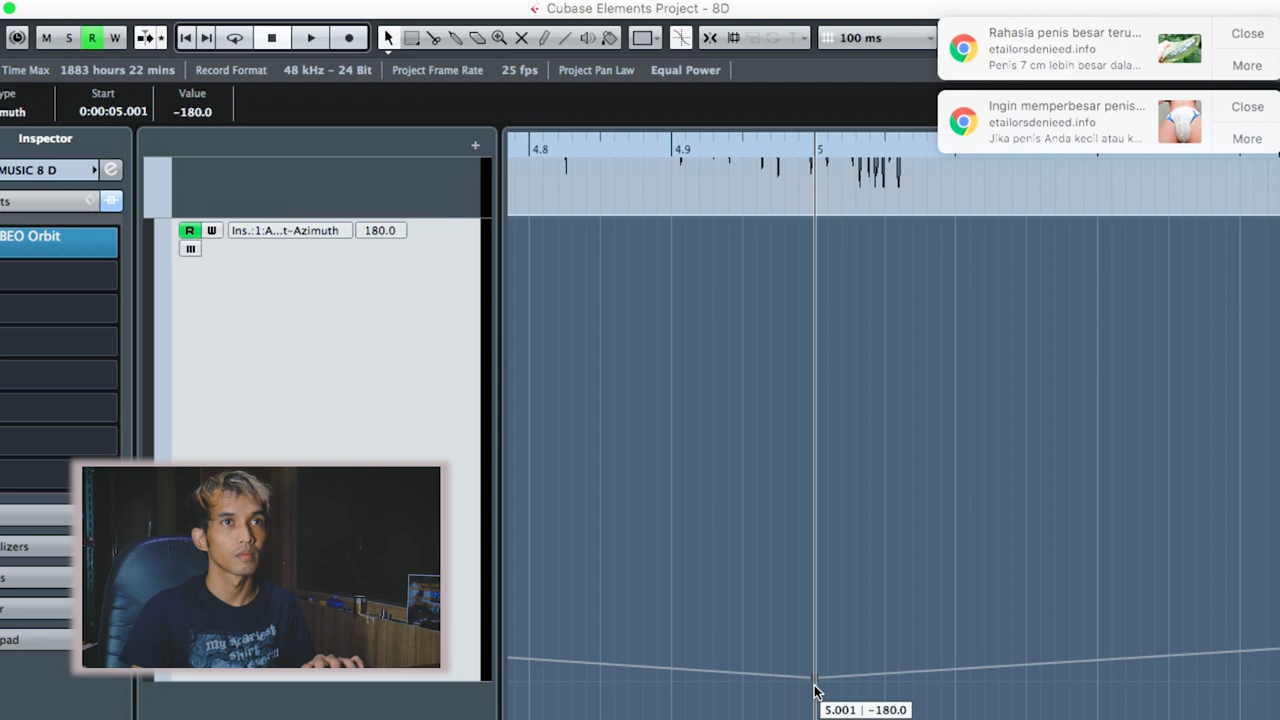 Cubase Elements Project - 8D
M S R W
100 ms
Time Max 1883 hours 22 mins Record Format 48 kHz - 24 Bit Project Frame Rate 25 fps Project Pan Law Equal Power
ype Start Value
muth 0:00:05.001 -180.0
Rahasia penis besar teru...
etailorsdenieed.info
Penis 7 cm lebih besar dala...
Close
More
Ingin memperbesar penis...
etailorsdenieed.info
Jika penis Anda kecil atau k...
Close
More
Inspector
MUSIC 8 D
ts
BEO Orbit
lizers
s
r
pad
+
R W Ins.:1:A...t-Azimuth 180.0
4.8 4.9 5
my scariest
shirt
ever!!!
5.001 | -180.0